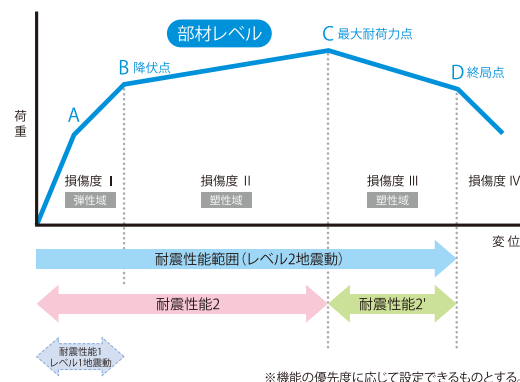 部材レベル
C 最大耐荷力点
B 降伏点
D 終局点
A
荷重
損傷度 I
弾性域
損傷度 II
塑性域
損傷度 III
塑性域
損傷度 IV
変位
耐震性能範囲（レベル2地震動）
耐震性能2
耐震性能2'
耐震性能1
レベル1地震動
※機能の優先度に応じて設定できるものとする。